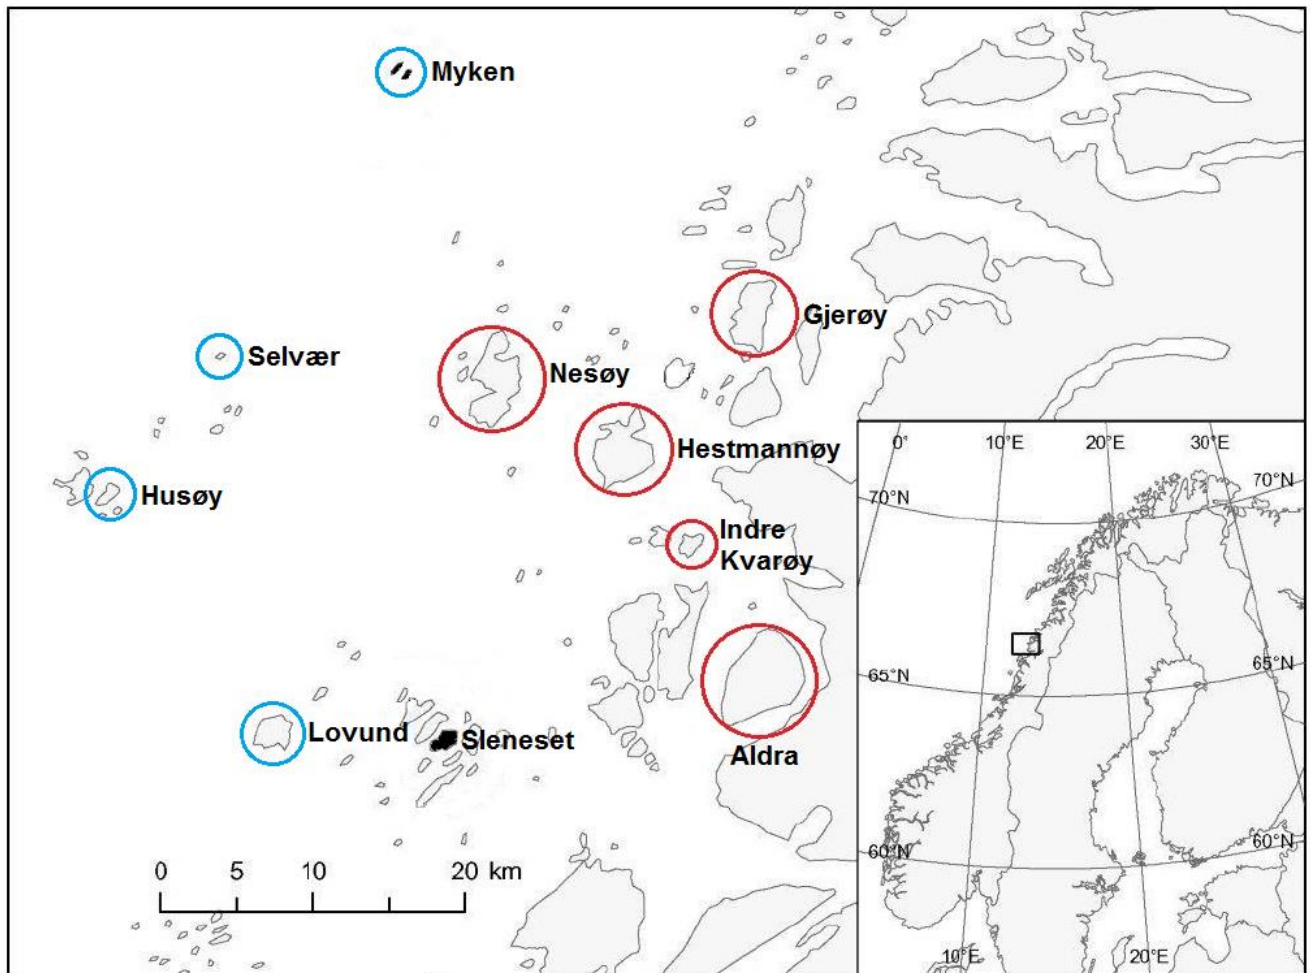 Myken
Gjerøy
Selvær
Nesøy
Hestmannøy
Husøy
Indre
Kvarøy
Lovund
Sleneset
Aldra
0 5 10 20 km
0° 10°E 20°E 30°E
70°N 70°N
65°N 65°N
60°N 60°N
10°E 20°E